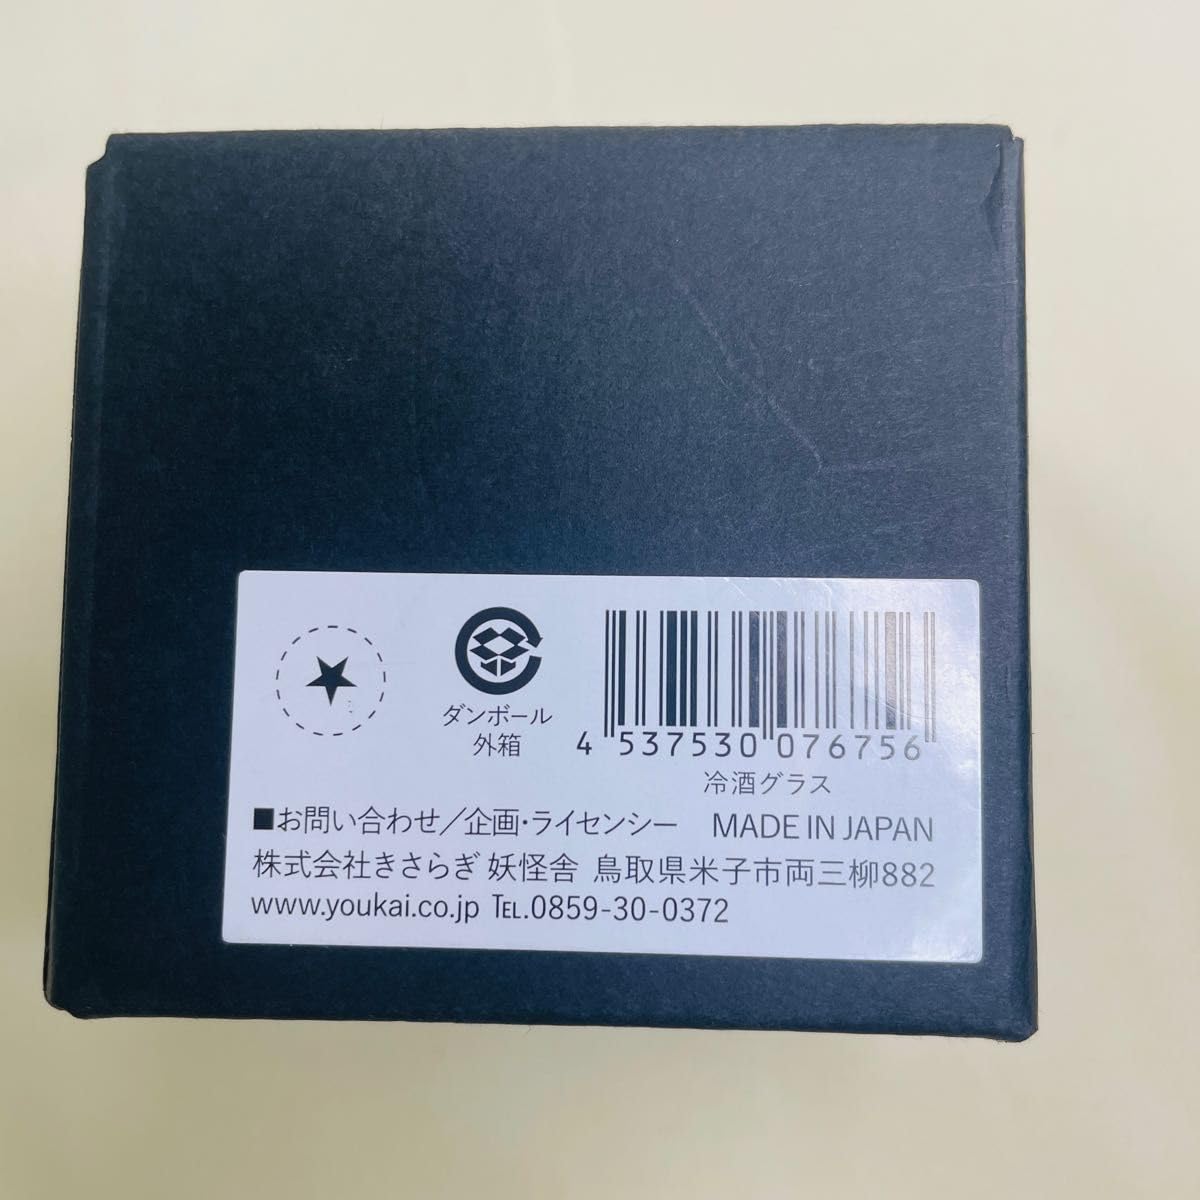 ダンボール
外箱
4 537530 076756
冷酒グラス
■お問い合わせ／企画・ライセンシー MADE IN JAPAN
株式会社きさらぎ 妖怪舎 鳥取県米子市両三柳882
www.youkai.co.jp TEL.0859-30-0372